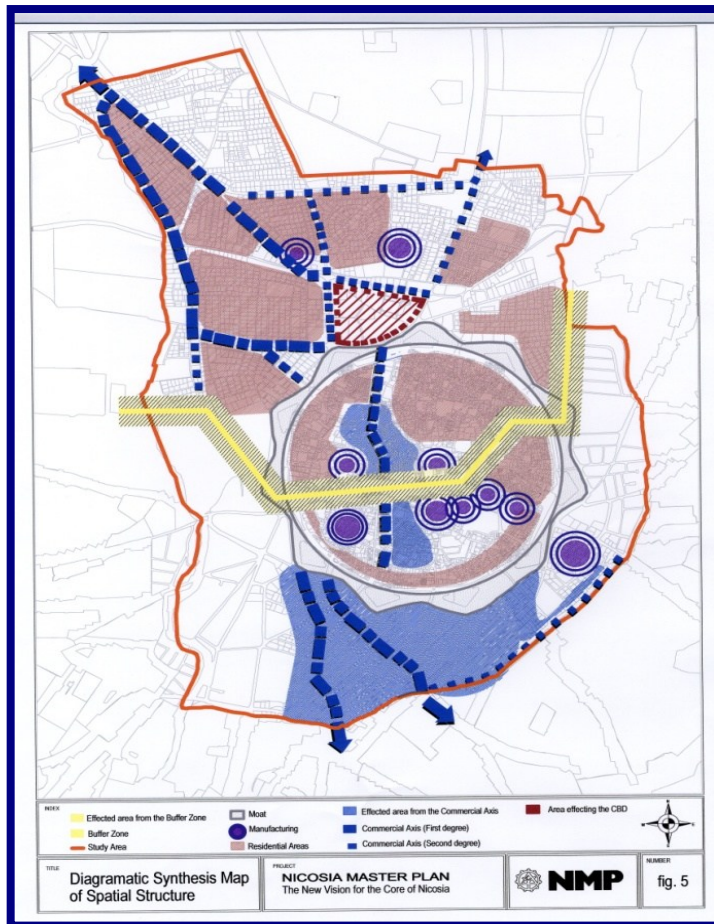 INDEX
Effected area from the Buffer Zone
Buffer Zone
Study Area
Moat
Manufacturing
Residential Areas
Effected area from the Commercial Axis
Commercial Axis (First degree)
Commercial Axis (Second degree)
Area effecting the CBD
TITLE
Diagramatic Synthesis Map
of Spatial Structure
PROJECT
NICOSIA MASTER PLAN
The New Vision for the Core of Nicosia
NMP
NUMBER
fig. 5